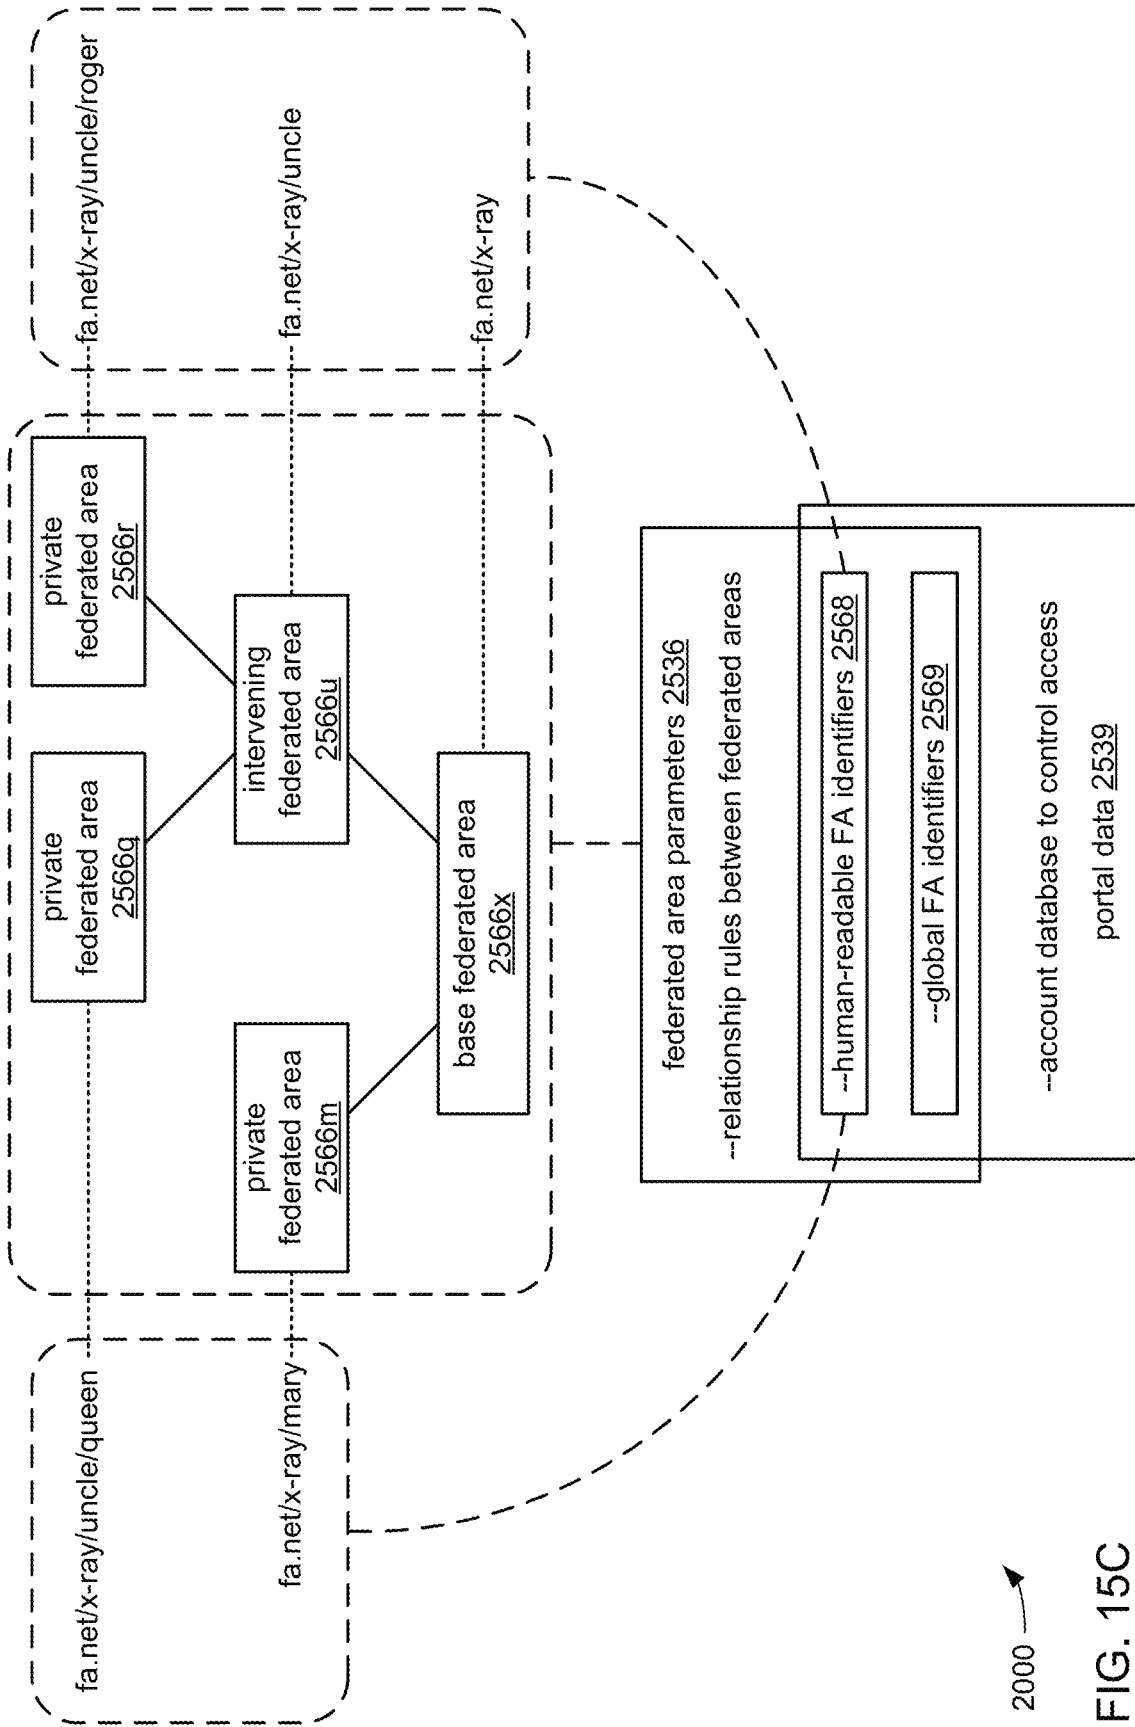 fa.net/x-ray/uncle/queen
fa.net/x-ray/mary
private
federated area
2566q
private
federated area
2566r
private
federated area
2566m
intervening
federated area
2566u
base federated area
2566x
fa.net/x-ray/uncle/roger
fa.net/x-ray/uncle
fa.net/x-ray
federated area parameters 2536
--relationship rules between federated areas
--human-readable FA identifiers 2568
--global FA identifiers 2569
--account database to control access
portal data 2539
2000
FIG. 15C